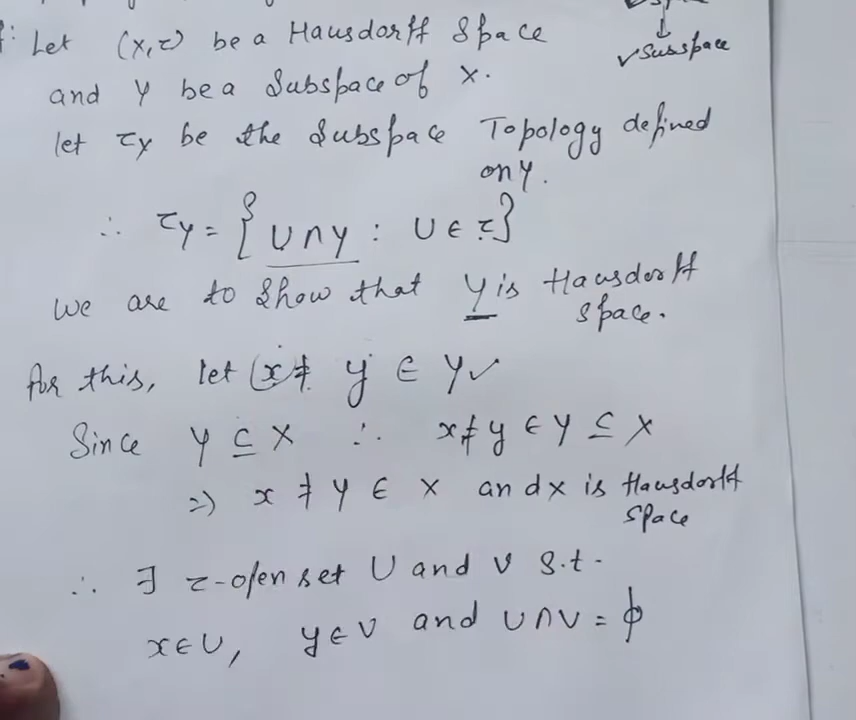 ↓
✓ Subspace
: Let (X,τ) be a Hausdorff Space
and Y be a Subspace of X.
let τy be the Subspace Topology defined
on Y.
∴ τy = { U∩Y : U ∈ τ }
We are to Show that Y is Hausdorff
space.
for this, let (x ≠ y ∈ Y ✓
Since Y ⊆ X ∴ x ≠ y ∈ Y ⊆ X
=> x ≠ y ∈ X and X is Hausdorff
Space
∴ ∃ τ-open set U and V s.t.
x ∈ U, y ∈ V and U∩V = ϕ